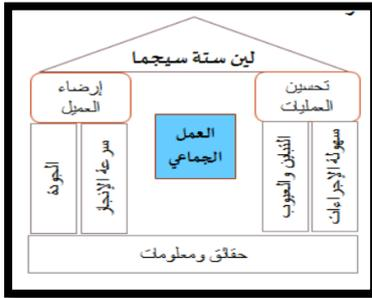 لين ستة سيجما
تحسين
العمليات
إرضاء
العميل
العمل
الجماعي
سهولة الإجراءات
التباين والعيوب
سرعة الإنجاز
الجودة
حقائق ومعلومات